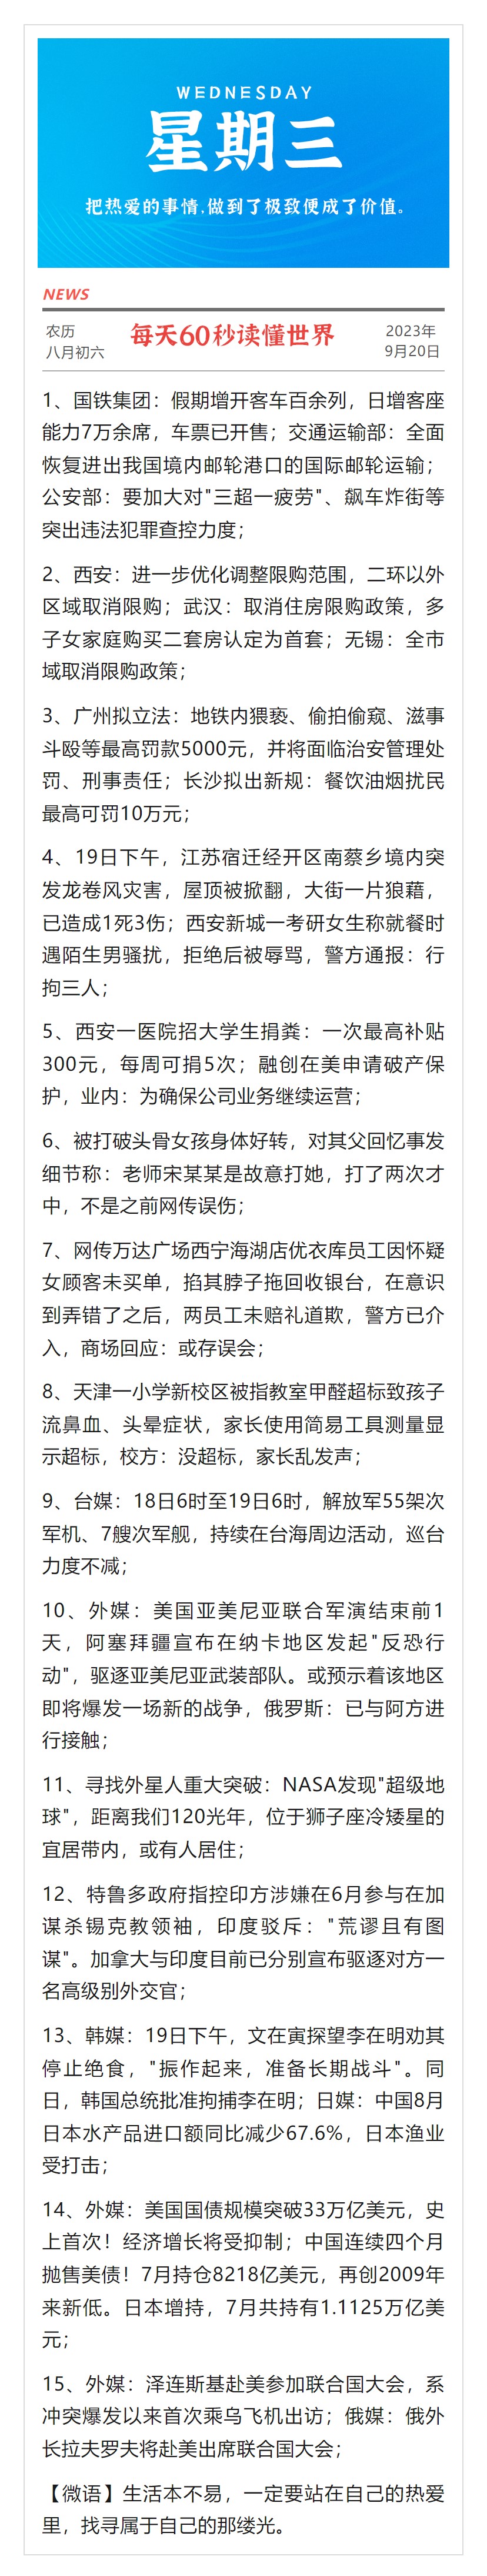 WEDNESDAY
星期三
把热爱的事情,做到了极致便成了价值。
NEWS
农历
八月初六
每天60秒读懂世界
2023年
9月20日
1、国铁集团：假期增开客车百余列，日增客座
能力7万余席，车票已开售；交通运输部：全面
恢复进出我国境内邮轮港口的国际邮轮运输；
公安部：要加大对"三超一疲劳"、飙车炸街等
突出违法犯罪查控力度；
2、西安：进一步优化调整限购范围，二环以外
区域取消限购；武汉：取消住房限购政策，多
子女家庭购买二套房认定为首套；无锡：全市
域取消限购政策；
3、广州拟立法：地铁内猥亵、偷拍偷窥、滋事
斗殴等最高罚款5000元，并将面临治安管理处
罚、刑事责任；长沙拟出新规：餐饮油烟扰民
最高可罚10万元；
4、19日下午，江苏宿迁经开区南蔡乡境内突
发龙卷风灾害，屋顶被掀翻，大街一片狼藉，
已造成1死3伤；西安新城一考研女生称就餐时
遇陌生男骚扰，拒绝后被辱骂，警方通报：行
拘三人；
5、西安一医院招大学生捐粪：一次最高补贴
300元，每周可捐5次；融创在美申请破产保
护，业内：为确保公司业务继续运营；
6、被打破头骨女孩身体好转，对其父回忆事发
细节称：老师宋某某是故意打她，打了两次才
中，不是之前网传误伤；
7、网传万达广场西宁海湖店优衣库员工因怀疑
女顾客未买单，掐其脖子拖回收银台，在意识
到弄错了之后，两员工未赔礼道歉，警方已介
入，商场回应：或存误会；
8、天津一小学新校区被指教室甲醛超标致孩子
流鼻血、头晕症状，家长使用简易工具测量显
示超标，校方：没超标，家长乱发声；
9、台媒：18日6时至19日6时，解放军55架次
军机、7艘次军舰，持续在台海周边活动，巡台
力度不减；
10、外媒：美国亚美尼亚联合军演结束前1
天，阿塞拜疆宣布在纳卡地区发起"反恐行
动"，驱逐亚美尼亚武装部队。或预示着该地区
即将爆发一场新的战争，俄罗斯：已与阿方进
行接触；
11、寻找外星人重大突破：NASA发现"超级地
球"，距离我们120光年，位于狮子座冷矮星的
宜居带内，或有人居住；
12、特鲁多政府指控印方涉嫌在6月参与在加
谋杀锡克教领袖，印度驳斥："荒谬且有图
谋"。加拿大与印度目前已分别宣布驱逐对方一
名高级别外交官；
13、韩媒：19日下午，文在寅探望李在明劝其
停止绝食，"振作起来，准备长期战斗"。同
日，韩国总统批准拘捕李在明；日媒：中国8月
日本水产品进口额同比减少67.6%，日本渔业
受打击；
14、外媒：美国国债规模突破33万亿美元，史
上首次！经济增长将受抑制；中国连续四个月
抛售美债！7月持仓8218亿美元，再创2009年
来新低。日本增持，7月共持有1.1125万亿美
元；
15、外媒：泽连斯基赴美参加联合国大会，系
冲突爆发以来首次乘乌飞机出访；俄媒：俄外
长拉夫罗夫将赴美出席联合国大会；
【微语】生活本不易，一定要站在自己的热爱
里，找寻属于自己的那缕光。